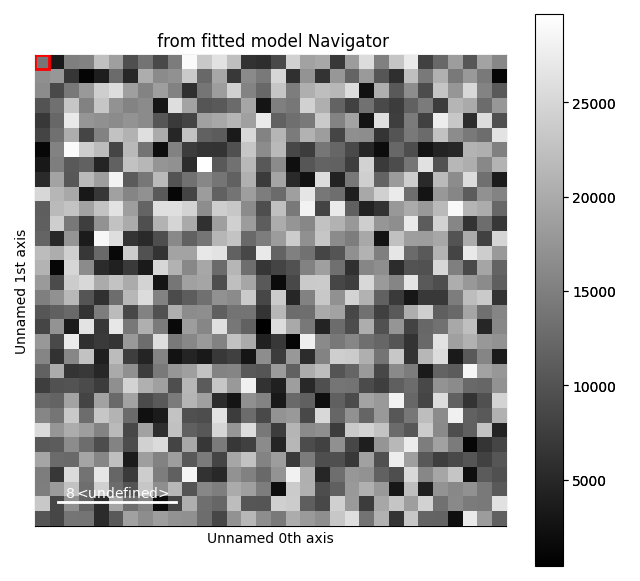 from fitted model Navigator
25000
20000
15000
10000
5000
Unnamed 1st axis
8 <undefined>
Unnamed 0th axis